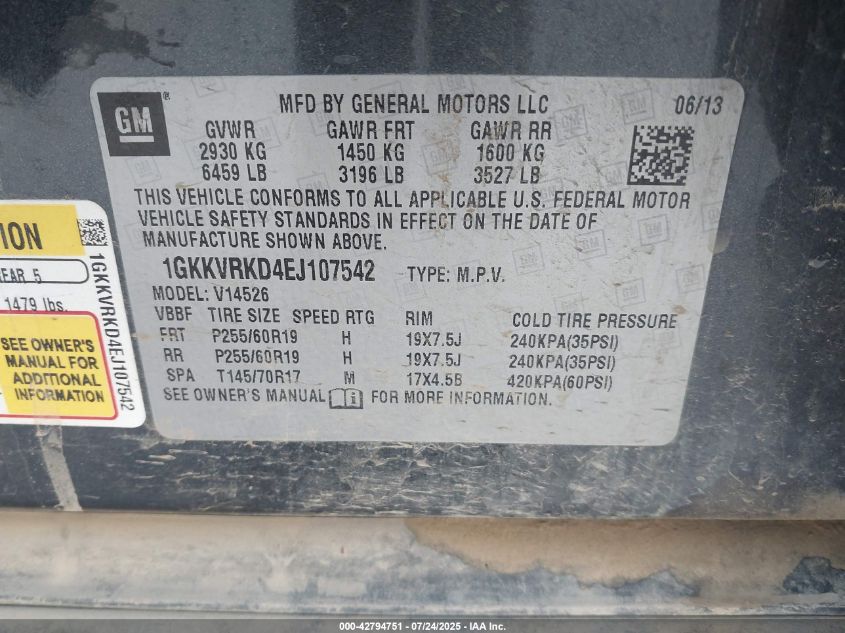 GM
®
MFD BY GENERAL MOTORS LLC 06/13
GVWR GAWR FRT GAWR RR
2930 KG 1450 KG 1600 KG
6459 LB 3196 LB 3527 LB
THIS VEHICLE CONFORMS TO ALL APPLICABLE U.S. FEDERAL MOTOR
VEHICLE SAFETY STANDARDS IN EFFECT ON THE DATE OF
MANUFACTURE SHOWN ABOVE.
1GKKVRKD4EJ107542 TYPE: M.P.V.
MODEL: V14526
VBBF TIRE SIZE SPEED RTG RIM COLD TIRE PRESSURE
FRT P255/60R19 H 19X7.5J 240KPA(35PSI)
RR P255/60R19 H 19X7.5J 240KPA(35PSI)
SPA T145/70R17 M 17X4.5B 420KPA(60PSI)
SEE OWNER'S MANUAL FOR MORE INFORMATION.
ION
EAR 5
1479 lbs.
SEE OWNER'S
MANUAL FOR
ADDITIONAL
INFORMATION
1GKKVRKD4EJ107542
000-42794751 - 07/24/2025 - IAA Inc.